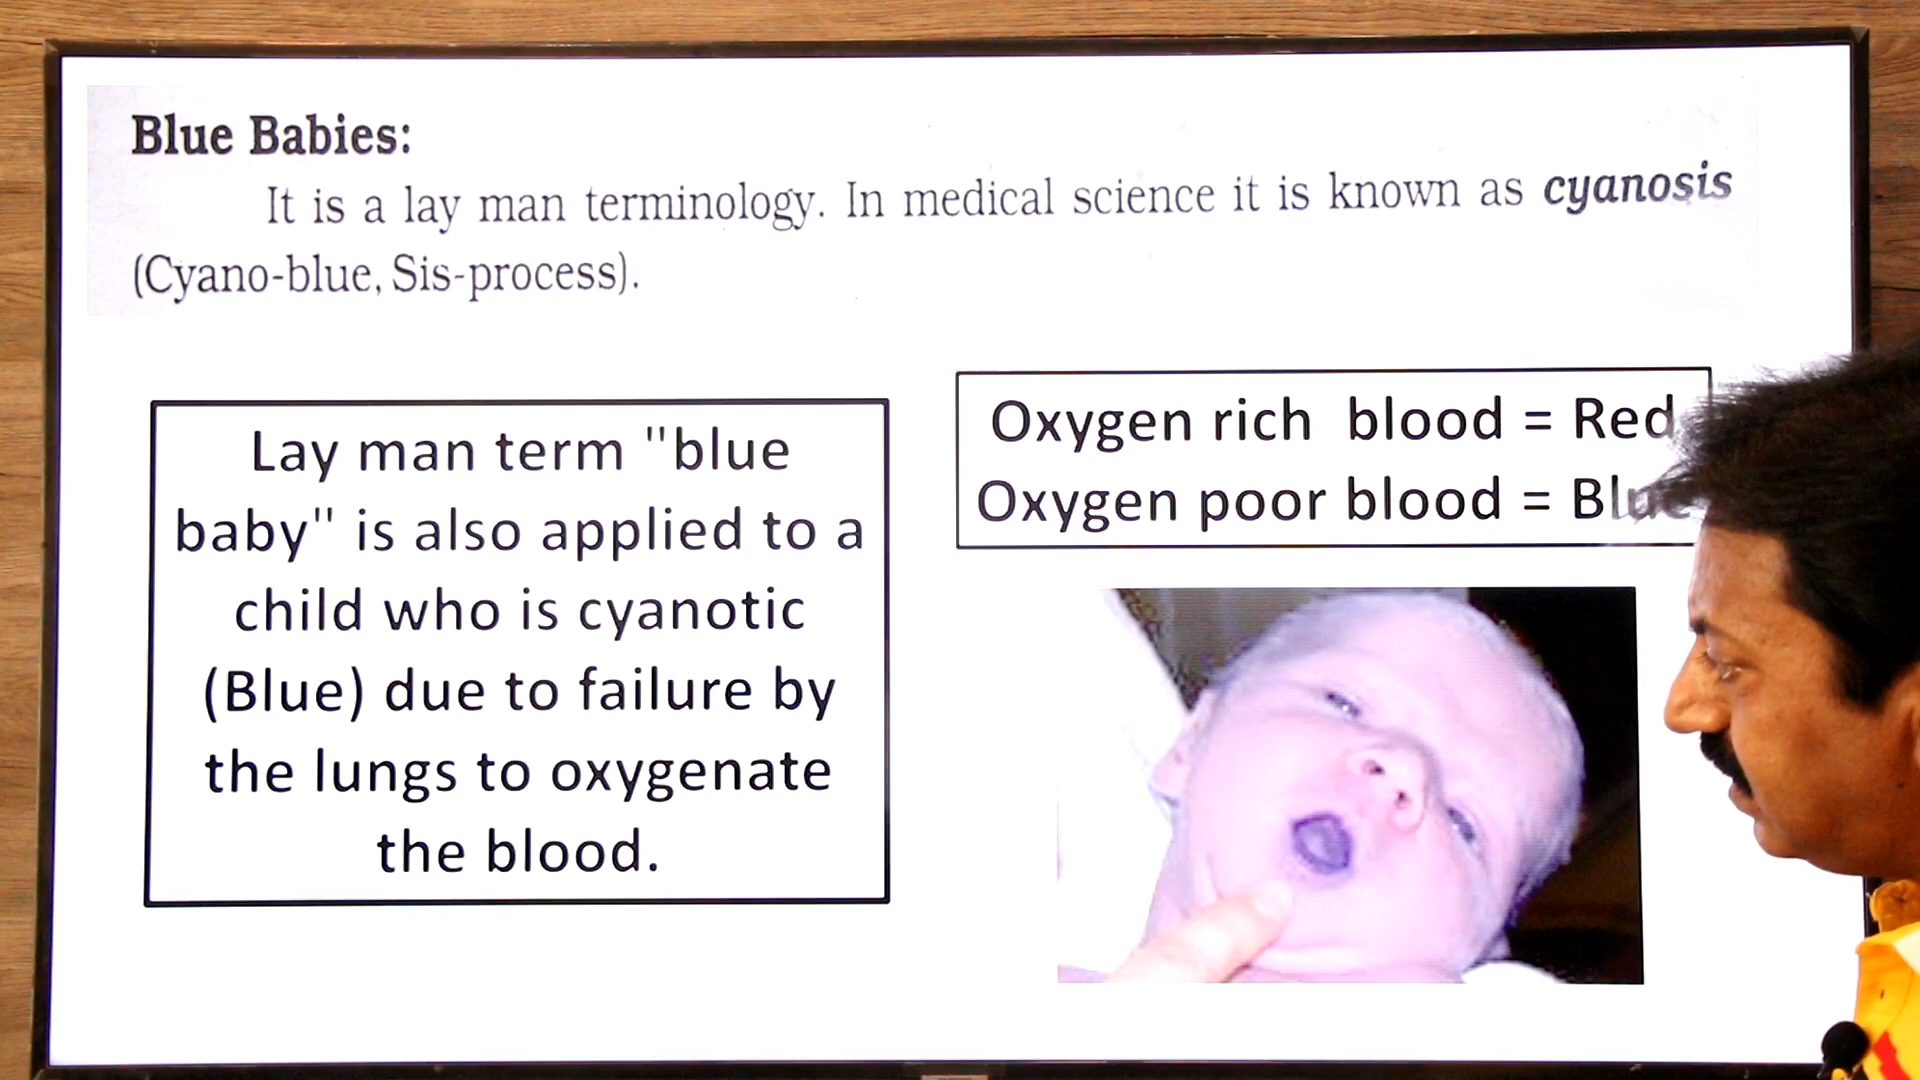 Blue Babies:
It is a lay man terminology. In medical science it is known as cyanosis
(Cyano-blue, Sis-process).
Lay man term "blue
baby" is also applied to a
child who is cyanotic
(Blue) due to failure by
the lungs to oxygenate
the blood.
Oxygen rich blood = Red
Oxygen poor blood = Blue